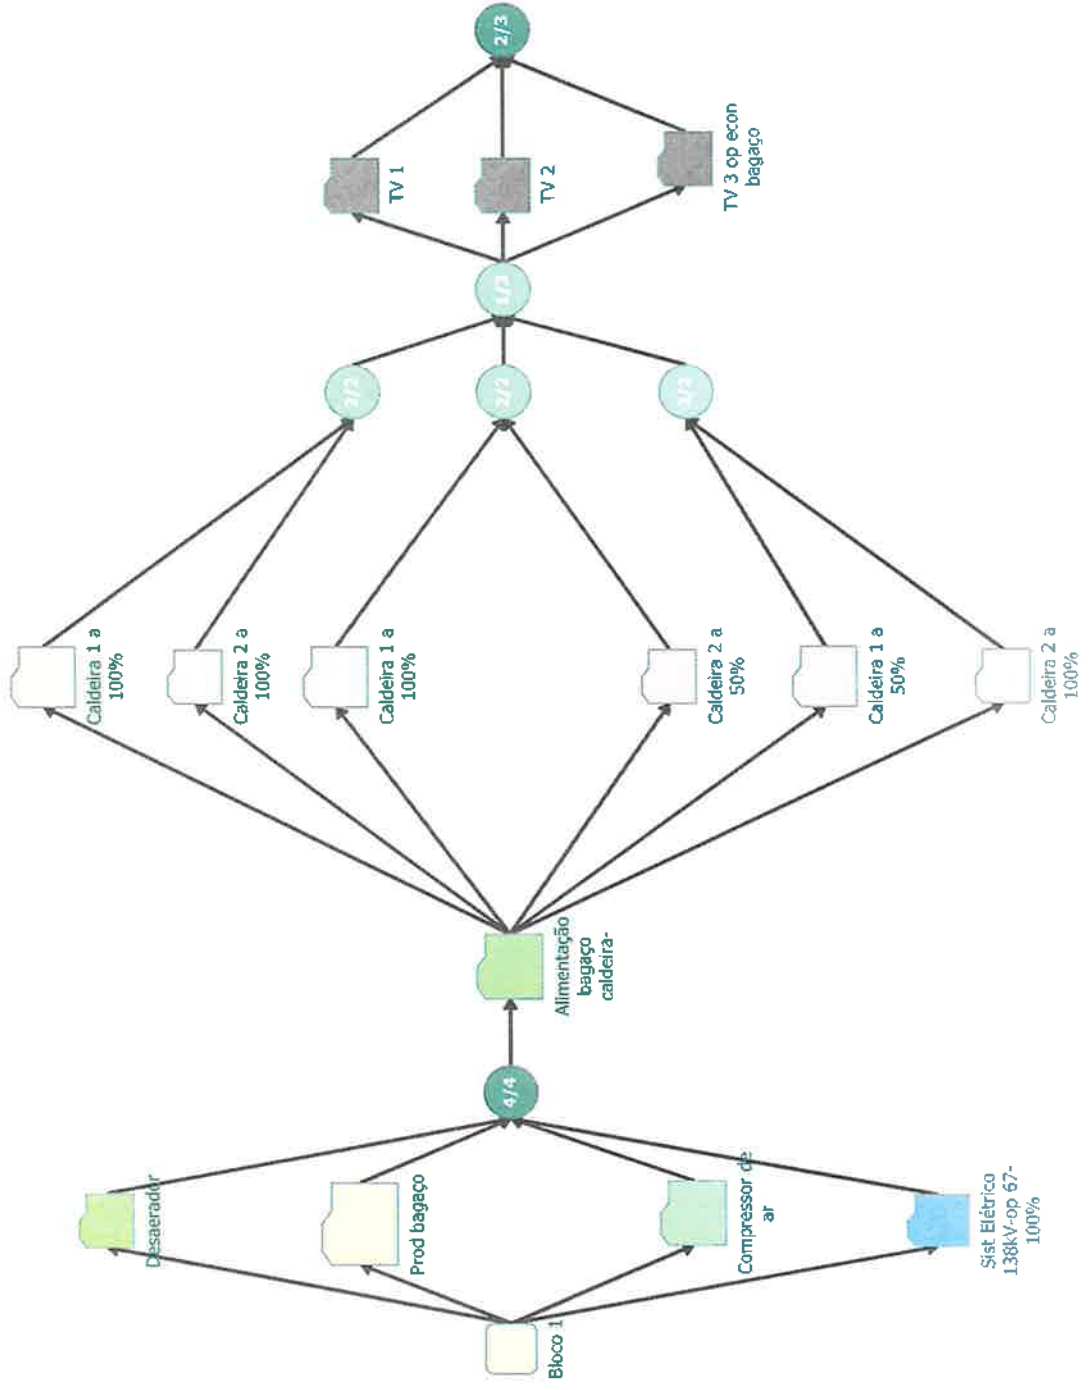 Bloco 1
Desaerador
Prod bagaço
Compressor de
ar
Sist Elétrico
138kV-op 67-
100%
4/4
Alimentação
bagaço
caldeira-
Caldeira 1 a
100%
Caldeira 2 a
100%
Caldeira 1 a
100%
Caldeira 2 a
50%
Caldeira 1 a
50%
Caldeira 2 a
100%
2/2
2/2
2/2
1/3
TV 1
TV 2
TV 3 op econ
bagaço
2/3